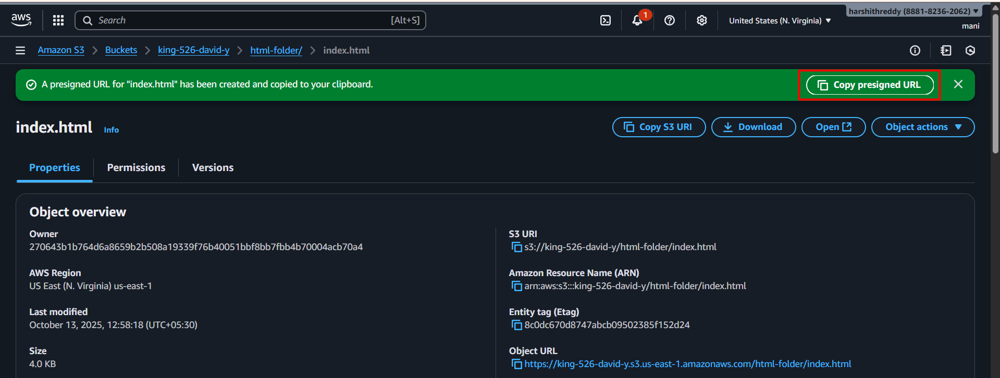 aws
Search [Alt+S]
1
United States (N. Virginia)
harshithreddy (8881-8236-2062)
mani
Amazon S3 Buckets king-526-david-y html-folder/ index.html
A presigned URL for "index.html" has been created and copied to your clipboard.
Copy presigned URL
index.html Info
Copy S3 URI
Download
Open
Object actions
Properties
Permissions
Versions
Object overview
Owner
270643b1b764d6a8659b2b508a19339f76b40051bbf8bb7fbb4b70004acb70a4
AWS Region
US East (N. Virginia) us-east-1
Last modified
October 13, 2025, 12:58:18 (UTC+05:30)
Size
4.0 KB
S3 URI
s3://king-526-david-y/html-folder/index.html
Amazon Resource Name (ARN)
arn:aws:s3:::king-526-david-y/html-folder/index.html
Entity tag (Etag)
8c0dc670d8747abcb09502385f152d24
Object URL
https://king-526-david-y.s3.us-east-1.amazonaws.com/html-folder/index.html